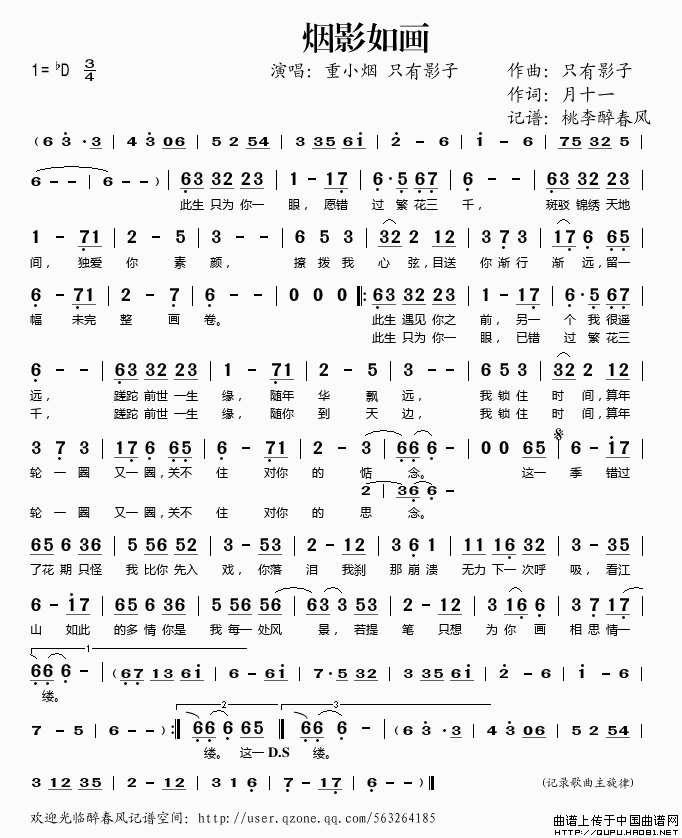 烟影如画
1= ♭D 3/4 演唱：重小烟 只有影子 作曲：只有影子
作词：月十一
记谱：桃李醉春风
( 6 3 · 3 | 4 3 06 | 5 2 54 | 3 35 61 | 2 - 6 | 1 - 6 | 75 32 5 |
6 - - | 6 - - ) | 63 32 23 | 1 - 17 | 6 · 5 67 | 6 - - | 63 32 23 |
此生 只为 你一 眼， 愿错 过 繁 花三 千， 斑驳 锦绣 天地
1 - 71 | 2 - 5 | 3 - - | 6 5 3 | 32 2 12 | 3 7 3 | 17 6 65 |
间， 独爱 你 素 颜， 撩 拨 我 心 弦，目送 你 渐 行 渐 远，留一
6 - 71 | 2 - 7 | 6 - - | 0 0 0 |: 63 32 23 | 1 - 17 | 6 · 5 67 |
幅 未完 整 画 卷。 此生 遇见 你之 前，另一 个 我 很遥
此生 只为 你一 眼，已错 过 繁 花三
6 - - | 63 32 23 | 1 - 71 | 2 - 5 | 3 - - | 6 5 3 | 32 2 12 |
远， 蹉跎 前世 一生 缘，随年 华 飘 远， 我 锁 住 时 间，算年
千， 蹉跎 前世 一生 缘，随你 到 天 边， 我 锁 住 时 间，算年
3 7 3 | 17 6 65 | 6 - 71 | 2 - 3 | 66 6 - | 0 0 65 | 6 - 17 |
轮 一 圈 又一 圈，关不 住 对你 的 惦 念。 这一 季 错过
2 | 36 6 -
轮 一 圈 又一 圈，关不 住 对你 的 思 念。
65 6 36 | 5 56 52 | 3 - 53 | 2 - 12 | 3 6 1 | 11 16 32 | 3 - 35 |
了花 期 只怪 我 比你 先入 戏，你落 泪 我刹 那 崩 溃 无力 下一 次呼 吸，看江
6 - 17 | 65 6 36 | 5 56 56 | 63 3 53 | 2 - 12 | 3 16 6 | 3 7 17 |
山 如此 的多 情 你是 我 每一 处风 景，若提 笔 只想 为 你 画 相 思 情一
1
66 6 - | ( 67 13 61 | 6 - 61 | 7 · 5 32 | 3 35 61 | 2 - 6 | 1 - 6 |
缕。
2 3
7 - 5 | 6 - - ) :| 66 6 65 | 66 6 - | ( 6 3 · 3 | 4 3 06 | 5 2 54 |
缕。 这一 D.S 缕。
3 12 35 | 2 - 12 | 3 1 6 | 7 - 17 | 6 - - ) ‖ (记录歌曲主旋律)
欢迎光临醉春风记谱空间：http://user.qzone.qq.com/563264185
曲谱上传于中国曲谱网
HTTP://QUPU.HAO81.NET